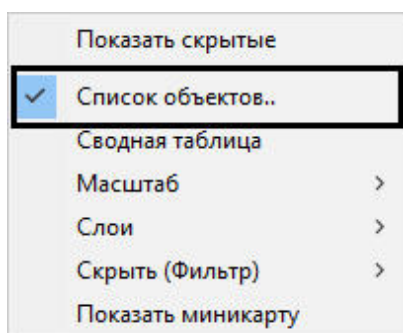 Показать скрытые
Список объектов..
Сводная таблица
Масштаб
Слои
Скрыть (Фильтр)
Показать миникарту